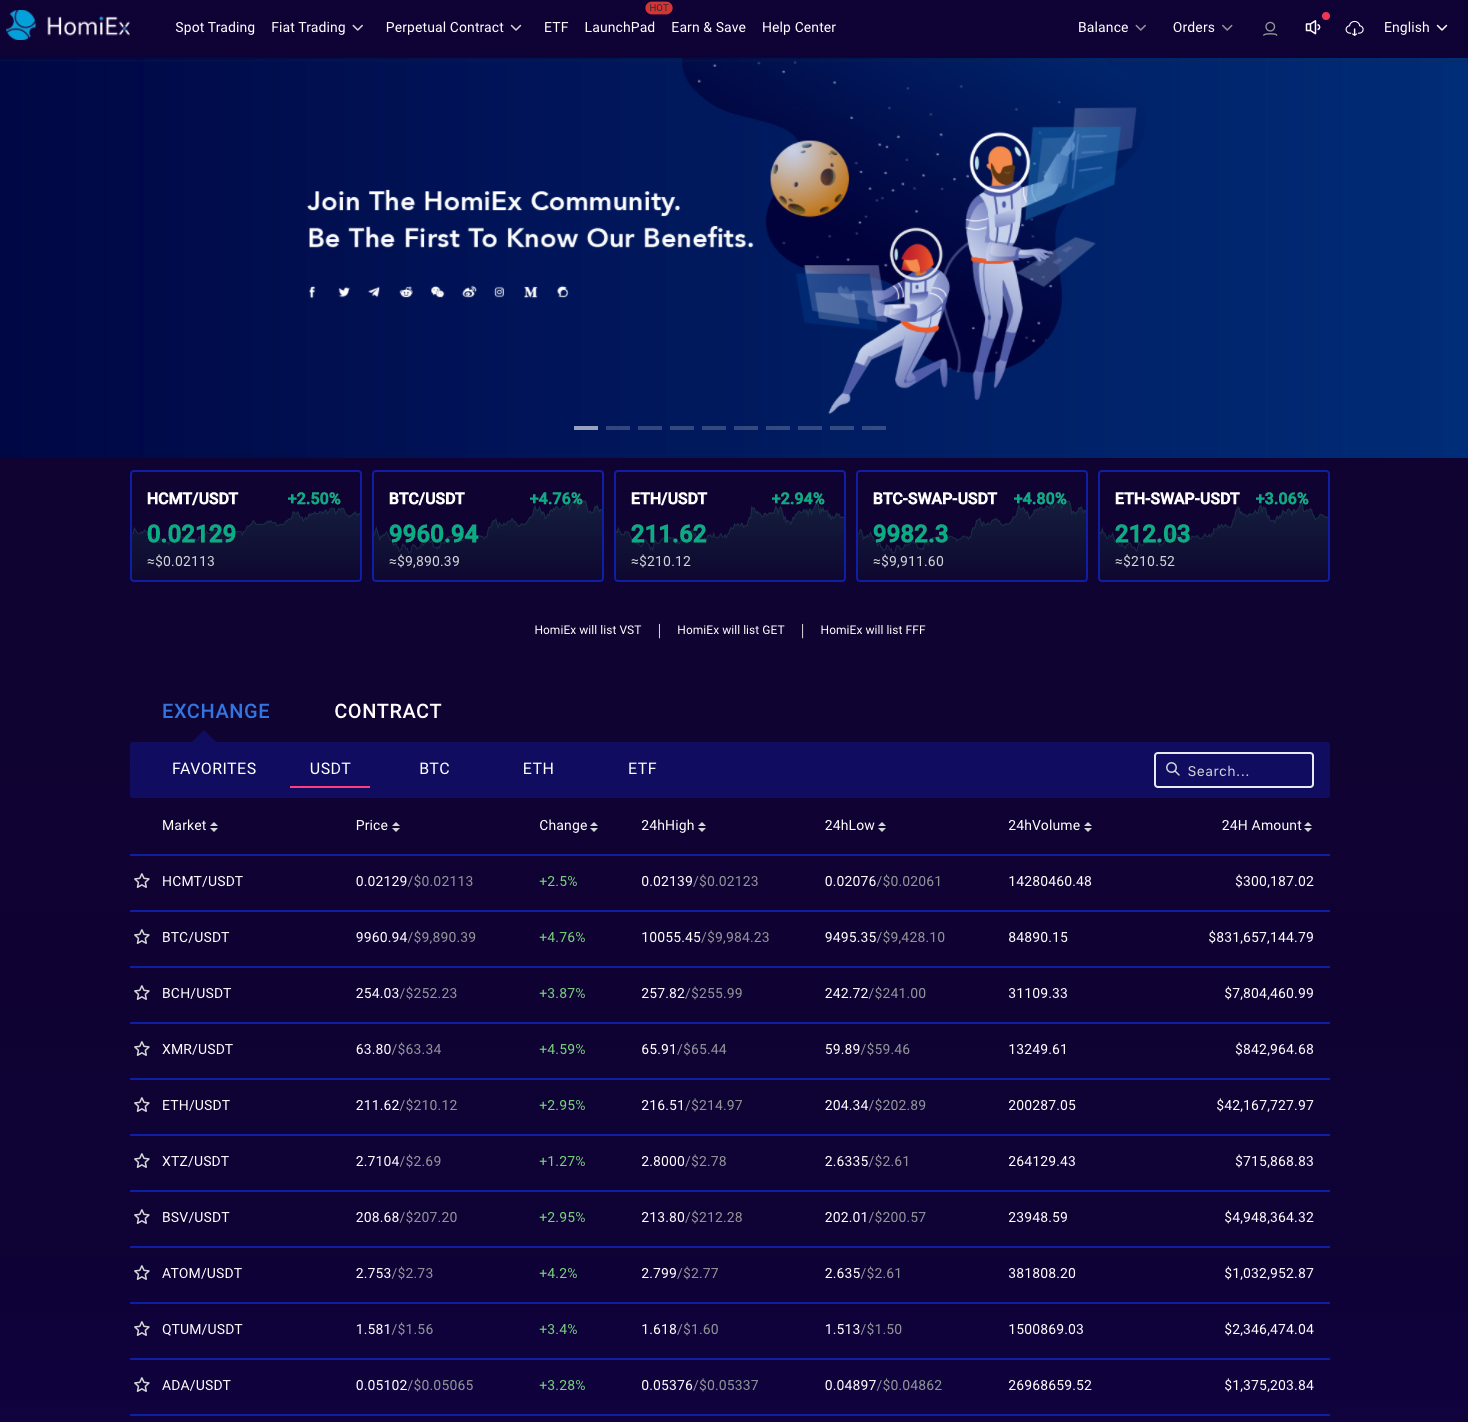 HomiEx Spot Trading Fiat Trading Perpetual Contract ETF LaunchPad HOT Earn & Save Help Center Balance Orders English
Join The HomiEx Community.
Be The First To Know Our Benefits.
HCMT/USDT +2.50%
0.02129
≈$0.02113
BTC/USDT +4.76%
9960.94
≈$9,890.39
ETH/USDT +2.94%
211.62
≈$210.12
BTC-SWAP-USDT +4.80%
9982.3
≈$9,911.60
ETH-SWAP-USDT +3.06%
212.03
≈$210.52
HomiEx will list VST | HomiEx will list GET | HomiEx will list FFF
EXCHANGE CONTRACT
FAVORITES USDT BTC ETH ETF Search...
Market Price Change 24hHigh 24hLow 24hVolume 24H Amount
HCMT/USDT 0.02129/$0.02113 +2.5% 0.02139/$0.02123 0.02076/$0.02061 14280460.48 $300,187.02
BTC/USDT 9960.94/$9,890.39 +4.76% 10055.45/$9,984.23 9495.35/$9,428.10 84890.15 $831,657,144.79
BCH/USDT 254.03/$252.23 +3.87% 257.82/$255.99 242.72/$241.00 31109.33 $7,804,460.99
XMR/USDT 63.80/$63.34 +4.59% 65.91/$65.44 59.89/$59.46 13249.61 $842,964.68
ETH/USDT 211.62/$210.12 +2.95% 216.51/$214.97 204.34/$202.89 200287.05 $42,167,727.97
XTZ/USDT 2.7104/$2.69 +1.27% 2.8000/$2.78 2.6335/$2.61 264129.43 $715,868.83
BSV/USDT 208.68/$207.20 +2.95% 213.80/$212.28 202.01/$200.57 23948.59 $4,948,364.32
ATOM/USDT 2.753/$2.73 +4.2% 2.799/$2.77 2.635/$2.61 381808.20 $1,032,952.87
QTUM/USDT 1.581/$1.56 +3.4% 1.618/$1.60 1.513/$1.50 1500869.03 $2,346,474.04
ADA/USDT 0.05102/$0.05065 +3.28% 0.05376/$0.05337 0.04897/$0.04862 26968659.52 $1,375,203.84